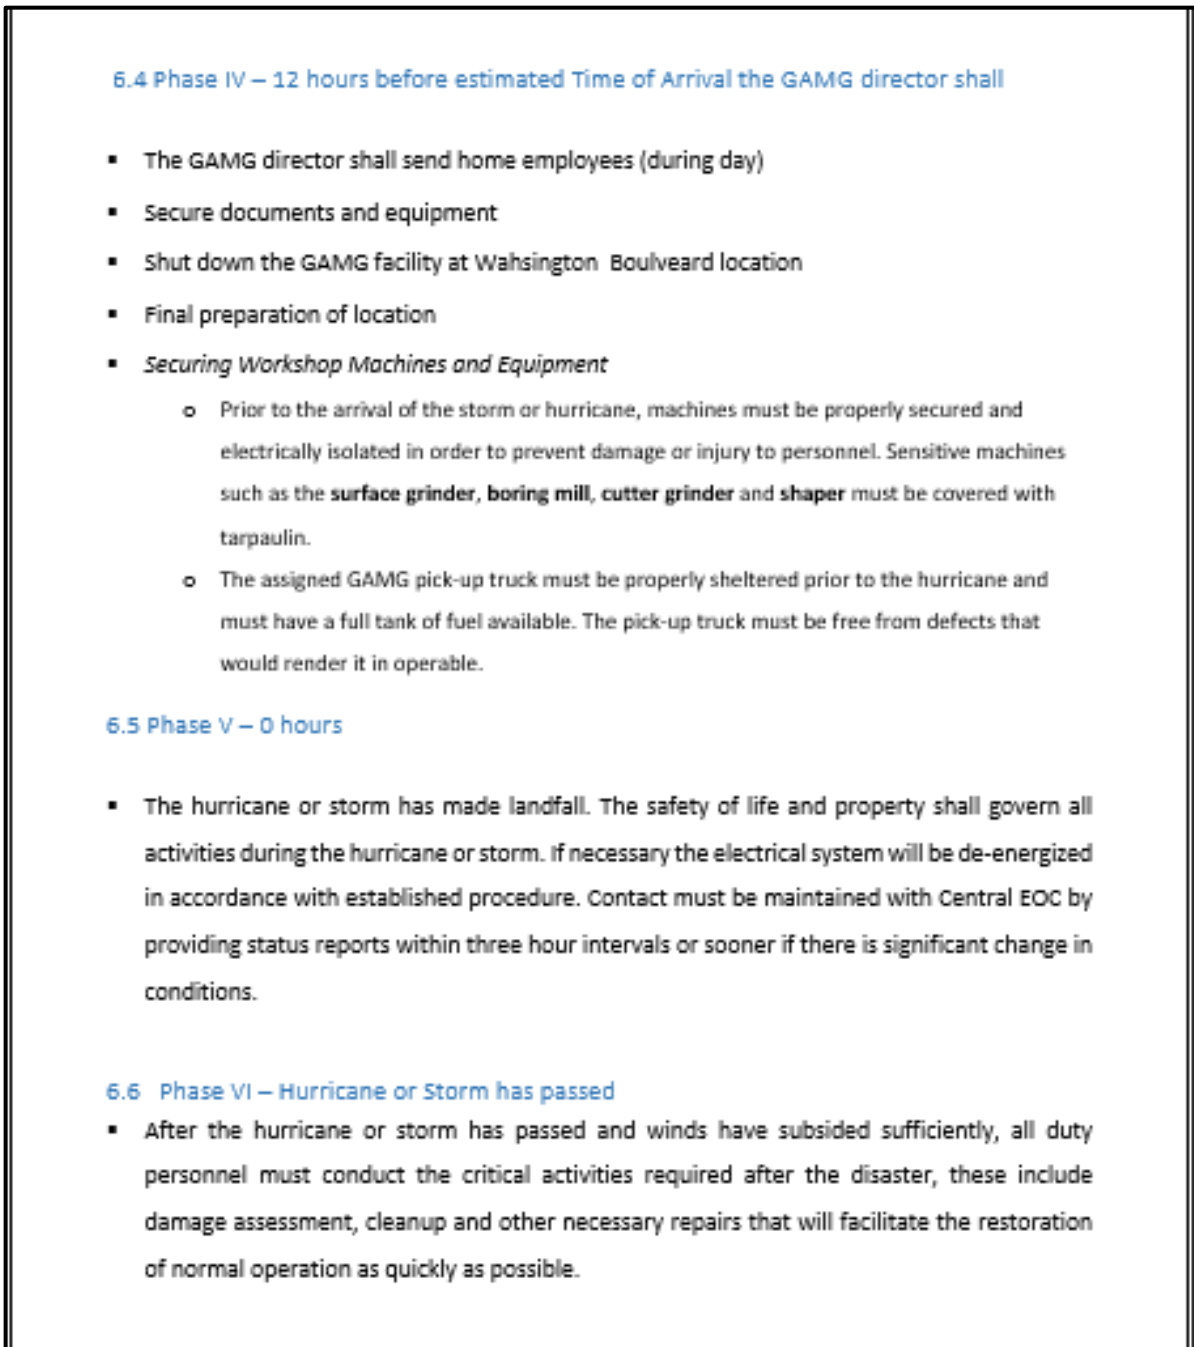 6.4 Phase IV – 12 hours before estimated Time of Arrival the GAMG director shall
▪ The GAMG director shall send home employees (during day)
▪ Secure documents and equipment
▪ Shut down the GAMG facility at Wahsington  Boulveard location
▪ Final preparation of location
▪ Securing Workshop Machines and Equipment
o Prior to the arrival of the storm or hurricane, machines must be properly secured and
electrically isolated in order to prevent damage or injury to personnel. Sensitive machines
such as the surface grinder, boring mill, cutter grinder and shaper must be covered with
tarpaulin.
o The assigned GAMG pick-up truck must be properly sheltered prior to the hurricane and
must have a full tank of fuel available. The pick-up truck must be free from defects that
would render it in operable.
6.5 Phase V – 0 hours
▪ The hurricane or storm has made landfall. The safety of life and property shall govern all
activities during the hurricane or storm. If necessary the electrical system will be de-energized
in accordance with established procedure. Contact must be maintained with Central EOC by
providing status reports within three hour intervals or sooner if there is significant change in
conditions.
6.6 Phase VI – Hurricane or Storm has passed
▪ After the hurricane or storm has passed and winds have subsided sufficiently, all duty
personnel must conduct the critical activities required after the disaster, these include
damage assessment, cleanup and other necessary repairs that will facilitate the restoration
of normal operation as quickly as possible.